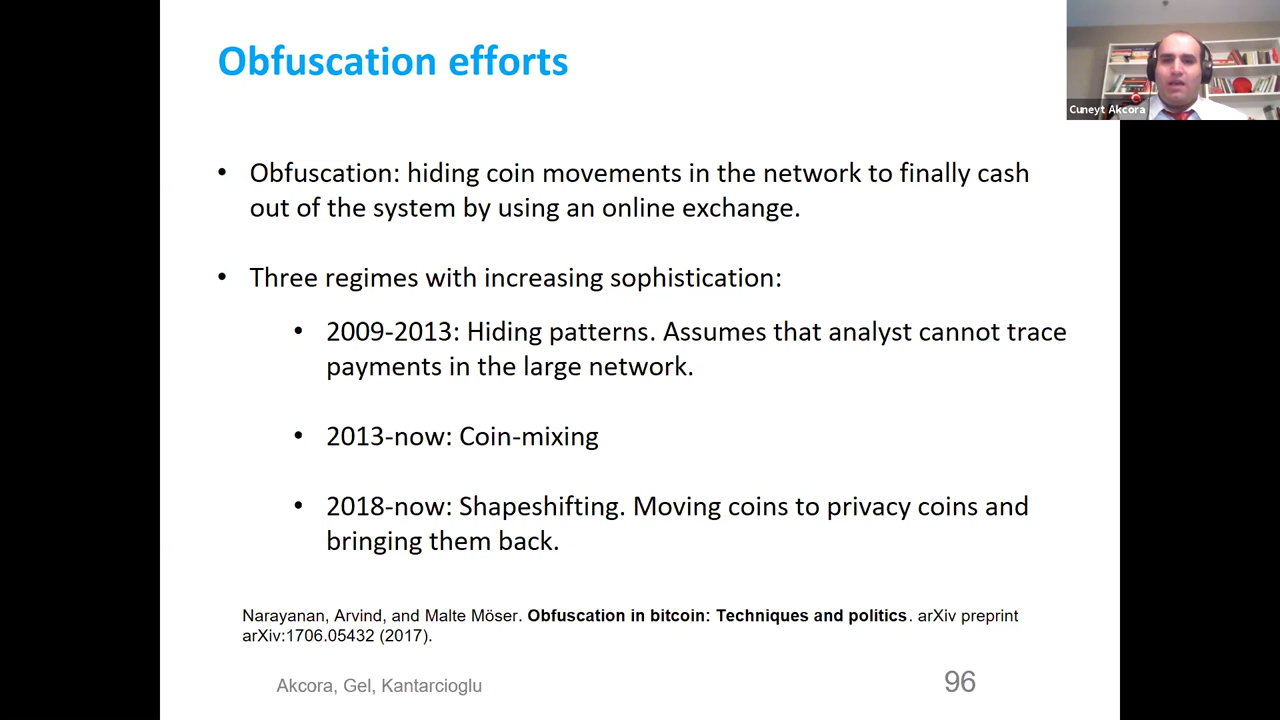 Obfuscation efforts
Cuneyt Akcora
• Obfuscation: hiding coin movements in the network to finally cash
out of the system by using an online exchange.
• Three regimes with increasing sophistication:
• 2009-2013: Hiding patterns. Assumes that analyst cannot trace
payments in the large network.
• 2013-now: Coin-mixing
• 2018-now: Shapeshifting. Moving coins to privacy coins and
bringing them back.
Narayanan, Arvind, and Malte Möser. Obfuscation in bitcoin: Techniques and politics. arXiv preprint
arXiv:1706.05432 (2017).
Akcora, Gel, Kantarcioglu
96